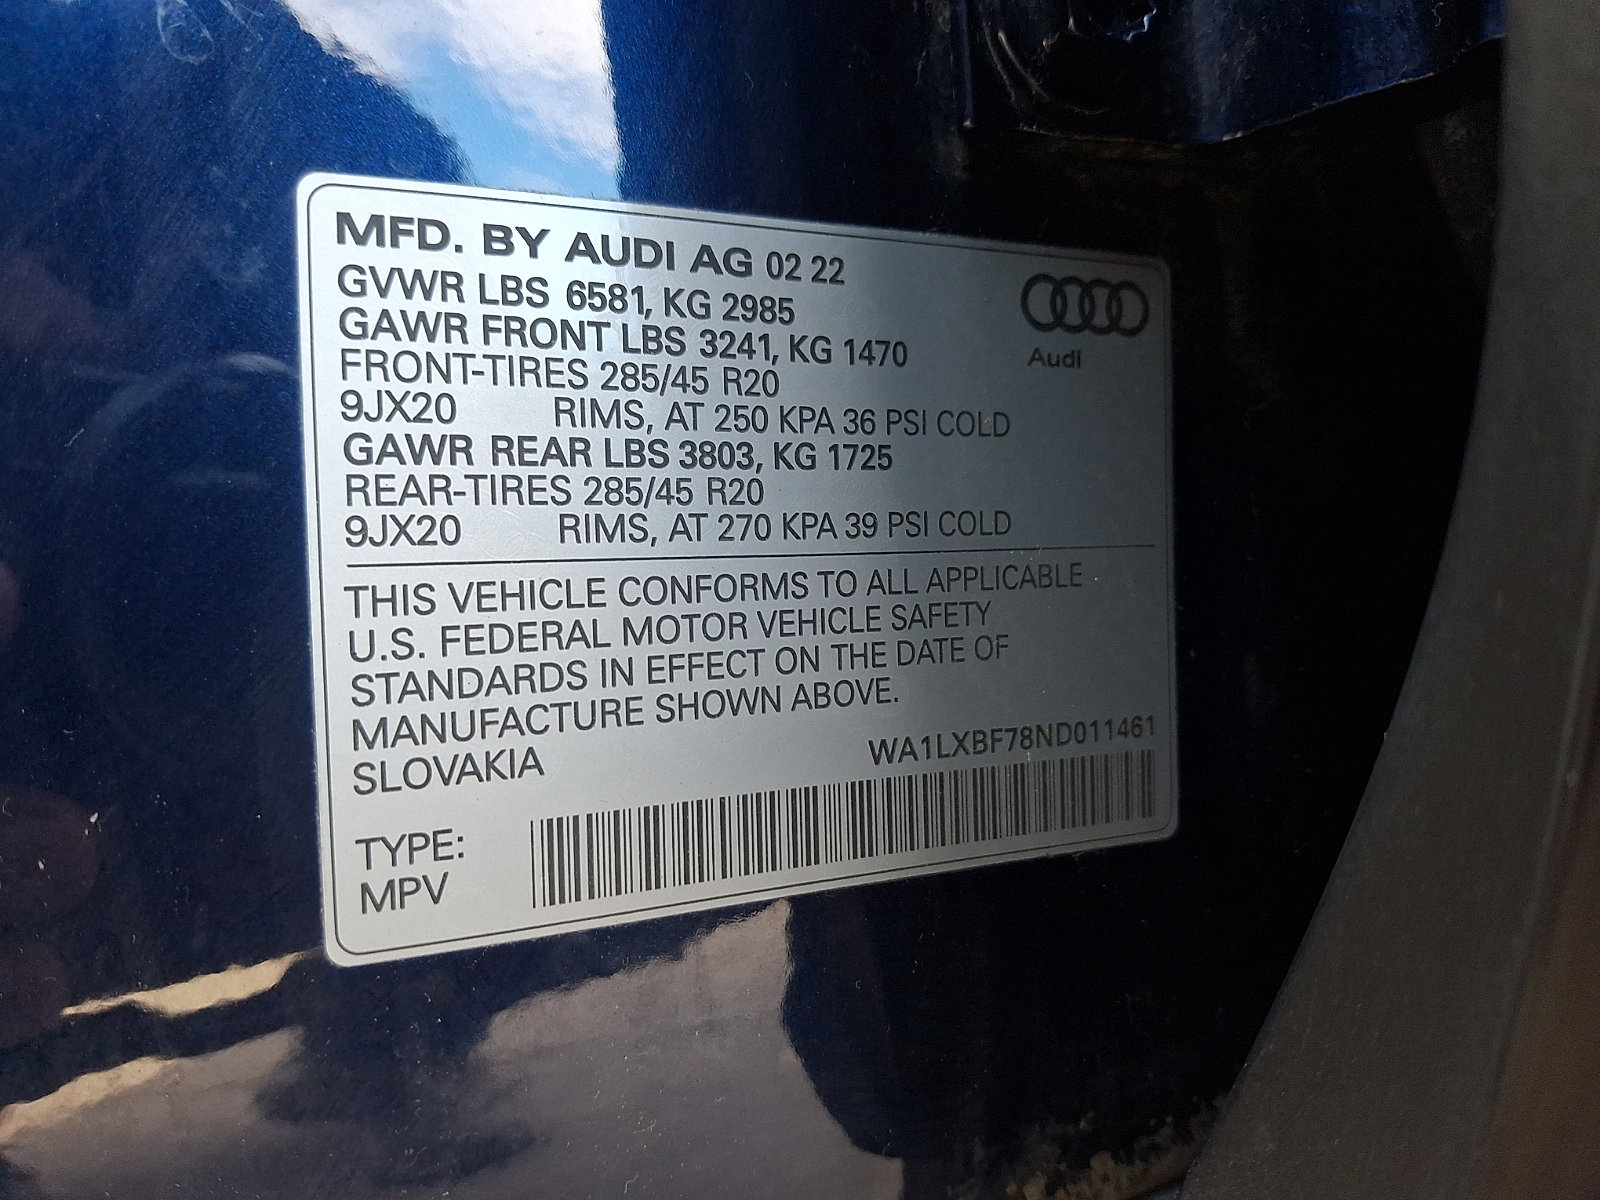 MFD. BY AUDI AG 02 22
GVWR LBS 6581, KG 2985
GAWR FRONT LBS 3241, KG 1470
FRONT-TIRES 285/45 R20
9JX20 RIMS, AT 250 KPA 36 PSI COLD
GAWR REAR LBS 3803, KG 1725
REAR-TIRES 285/45 R20
9JX20 RIMS, AT 270 KPA 39 PSI COLD
Audi
THIS VEHICLE CONFORMS TO ALL APPLICABLE
U.S. FEDERAL MOTOR VEHICLE SAFETY
STANDARDS IN EFFECT ON THE DATE OF
MANUFACTURE SHOWN ABOVE.
SLOVAKIA
WA1LXBF78ND011461
TYPE:
MPV